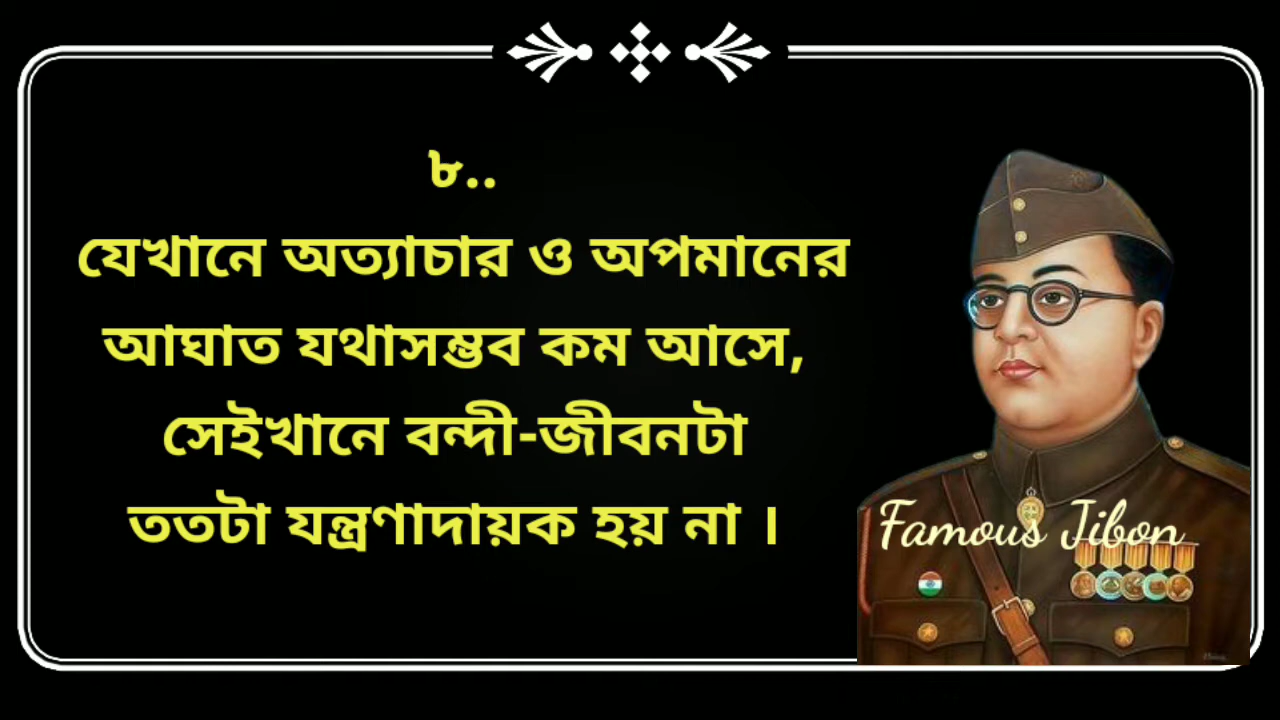 ৮..
যেখানে অত্যাচার ও অপমানের
আঘাত যথাসম্ভব কম আসে,
সেইখানে বন্দী-জীবনটা
ততটা যন্ত্রণাদায়ক হয় না ।
Famous Jibon